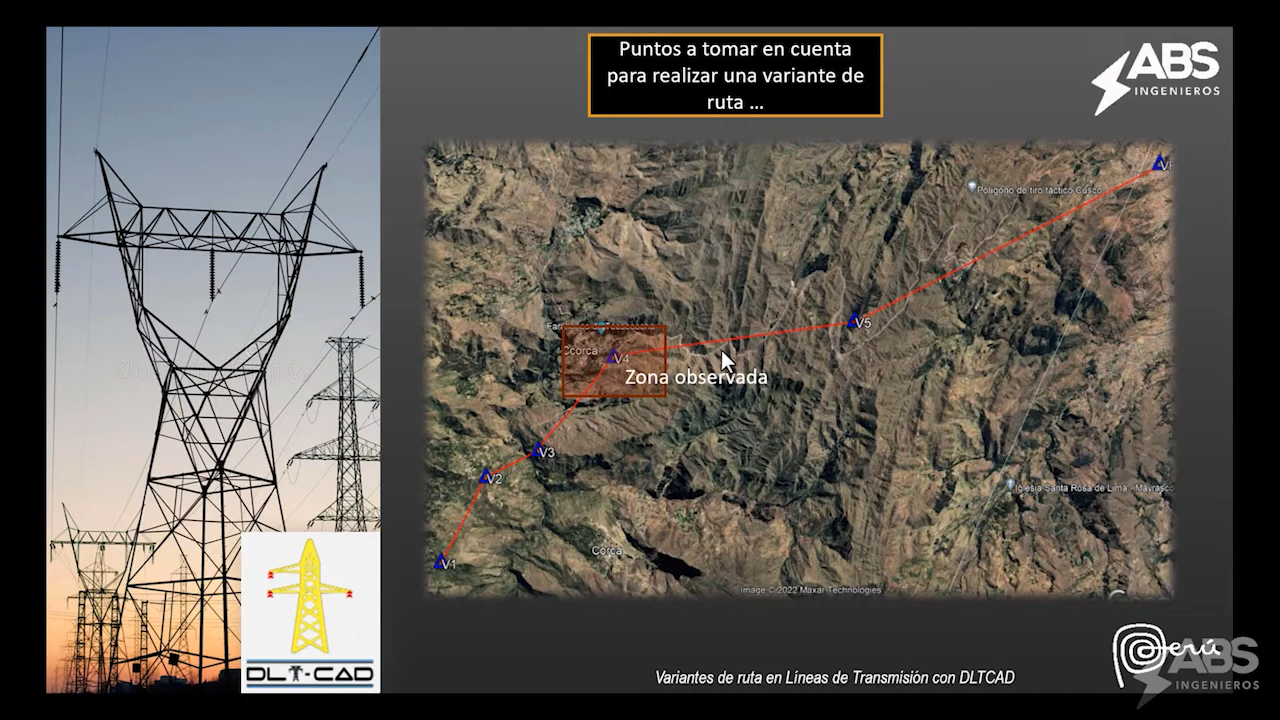 Puntos a tomar en cuenta
para realizar una variante de
ruta ...
ABS
INGENIEROS
Polígono de tiro táctico Cusco
V5
Ccorca
V4
Zona observada
V3
V2
Iglesia Santa Rosa de Lima - Mayrasco
Corca
V1
Image © 2022 Maxar Technologies
DLT-CAD
Perú
ABS
INGENIEROS
Variantes de ruta en Líneas de Transmisión con DLTCAD